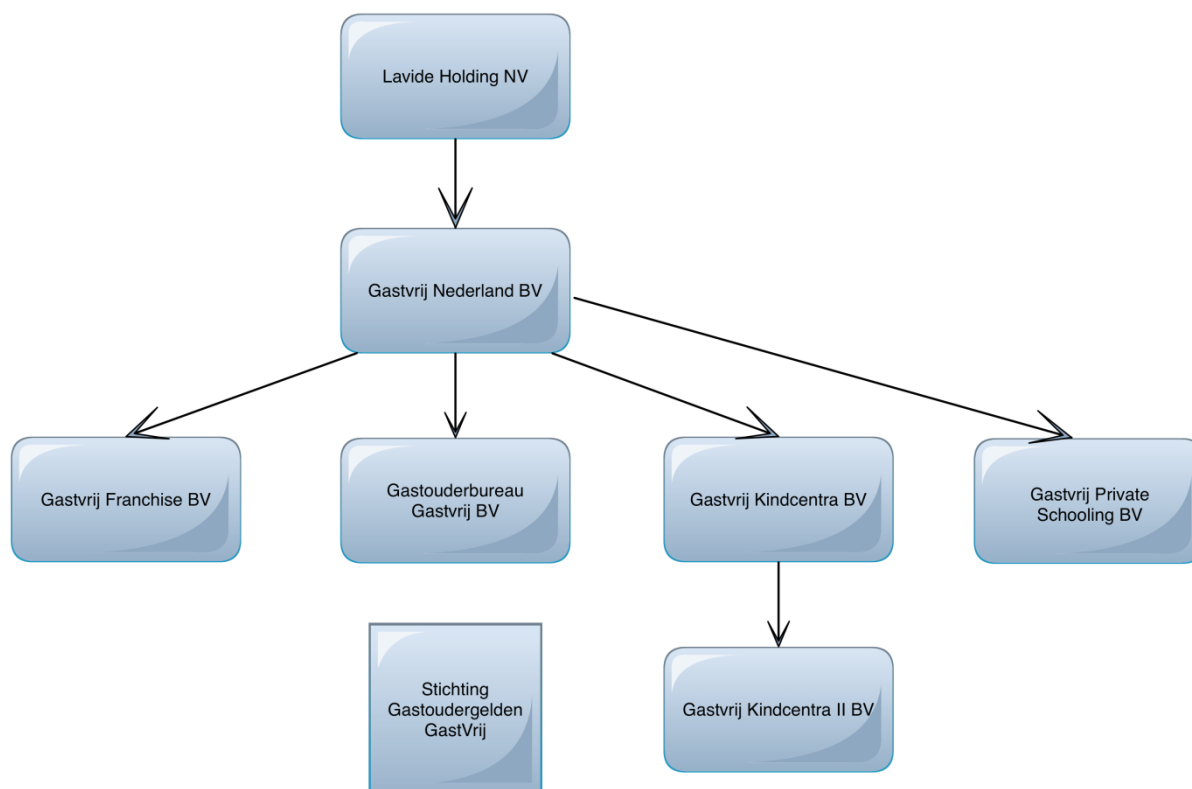 Lavide Holding NV
Gastvrij Nederland BV
Gastvrij Franchise BV
Gastouderbureau
Gastvrij BV
Gastvrij Kindcentra BV
Gastvrij Private
Schooling BV
Stichting
Gastoudergelden
GastVrij
Gastvrij Kindcentra II BV